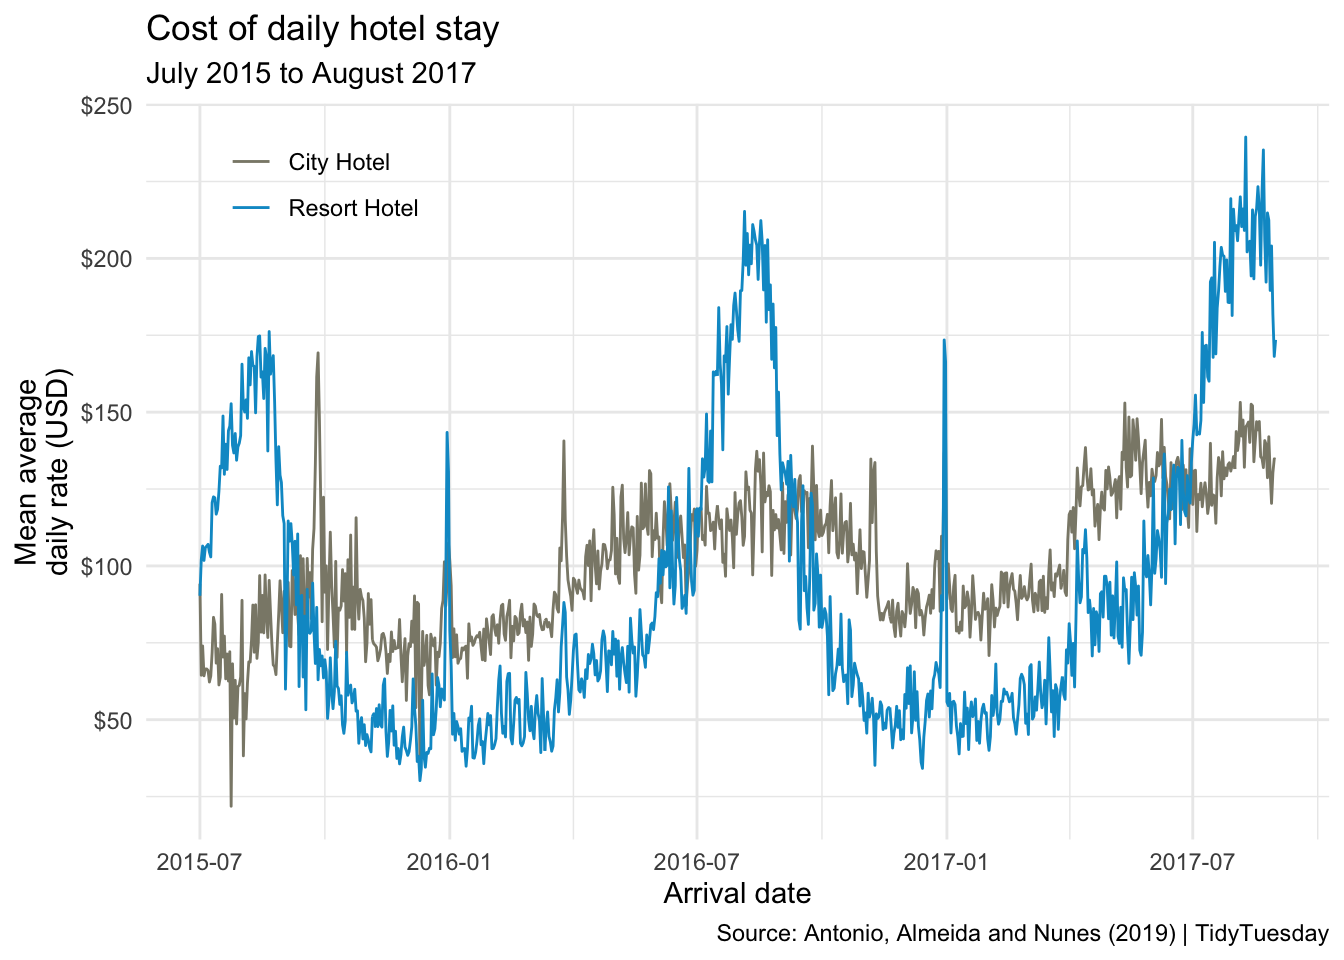 Cost of daily hotel stay
July 2015 to August 2017
$250
$200
$150
$100
$50
Mean average
daily rate (USD)
City Hotel
Resort Hotel
2015-07
2016-01
2016-07
2017-01
2017-07
Arrival date
Source: Antonio, Almeida and Nunes (2019) | TidyTuesday